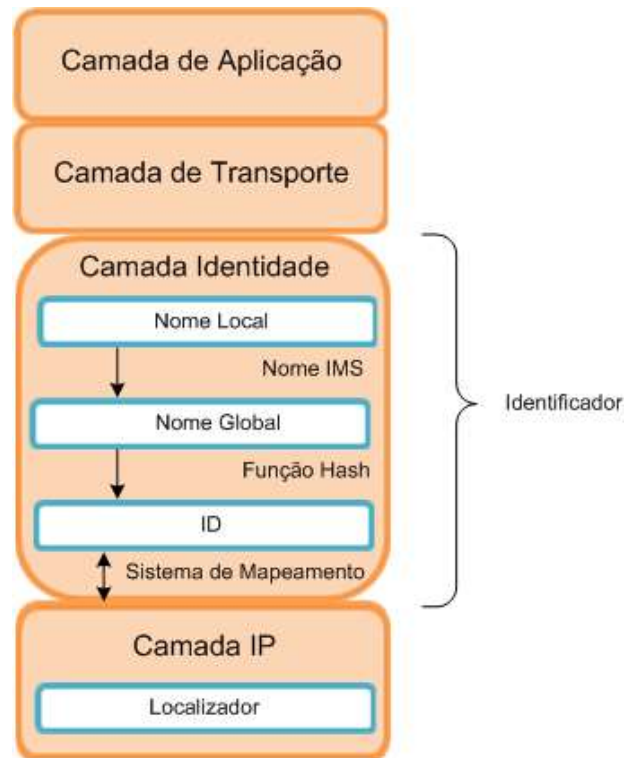 Camada de Aplicação
Camada de Transporte
Camada Identidade
Nome Local
Nome IMS
Nome Global
Função Hash
ID
Sistema de Mapeamento
Identificador
Camada IP
Localizador